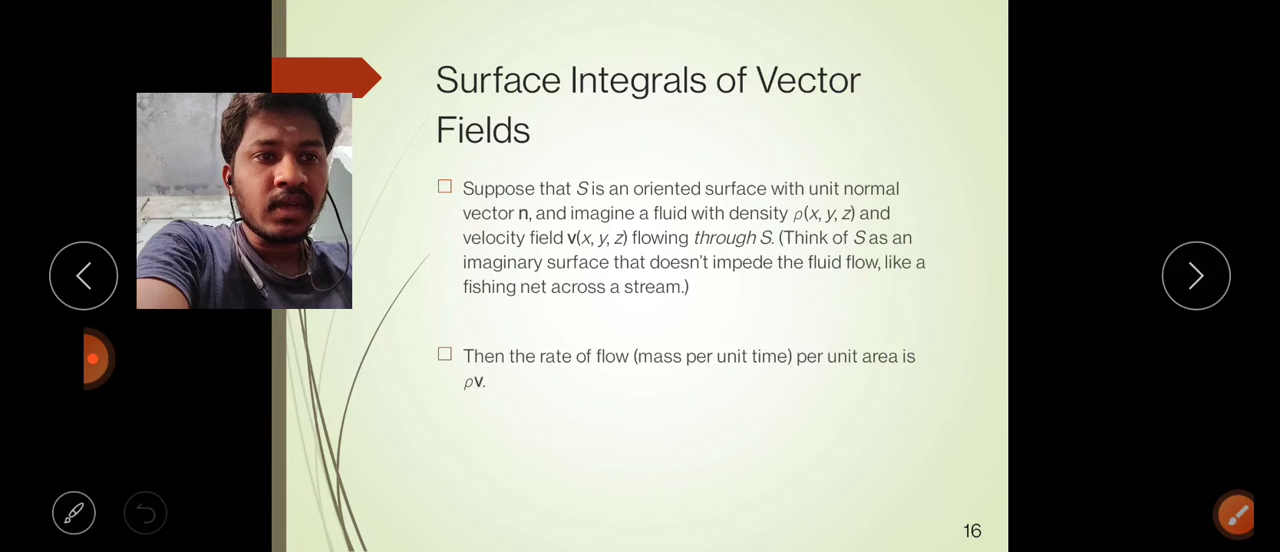 Surface Integrals of Vector
Fields
Suppose that S is an oriented surface with unit normal
vector n, and imagine a fluid with density ρ(x, y, z) and
velocity field v(x, y, z) flowing through S. (Think of S as an
imaginary surface that doesn't impede the fluid flow, like a
fishing net across a stream.)
Then the rate of flow (mass per unit time) per unit area is
ρv.
16